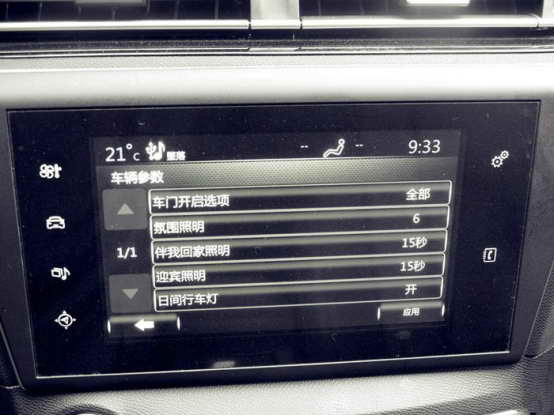 21°c 堕落 -- -- 9:33
车辆参数
车门开启选项 全部
氛围照明 6
伴我回家照明 15秒
1/1
迎宾照明 15秒
日间行车灯 开
应用